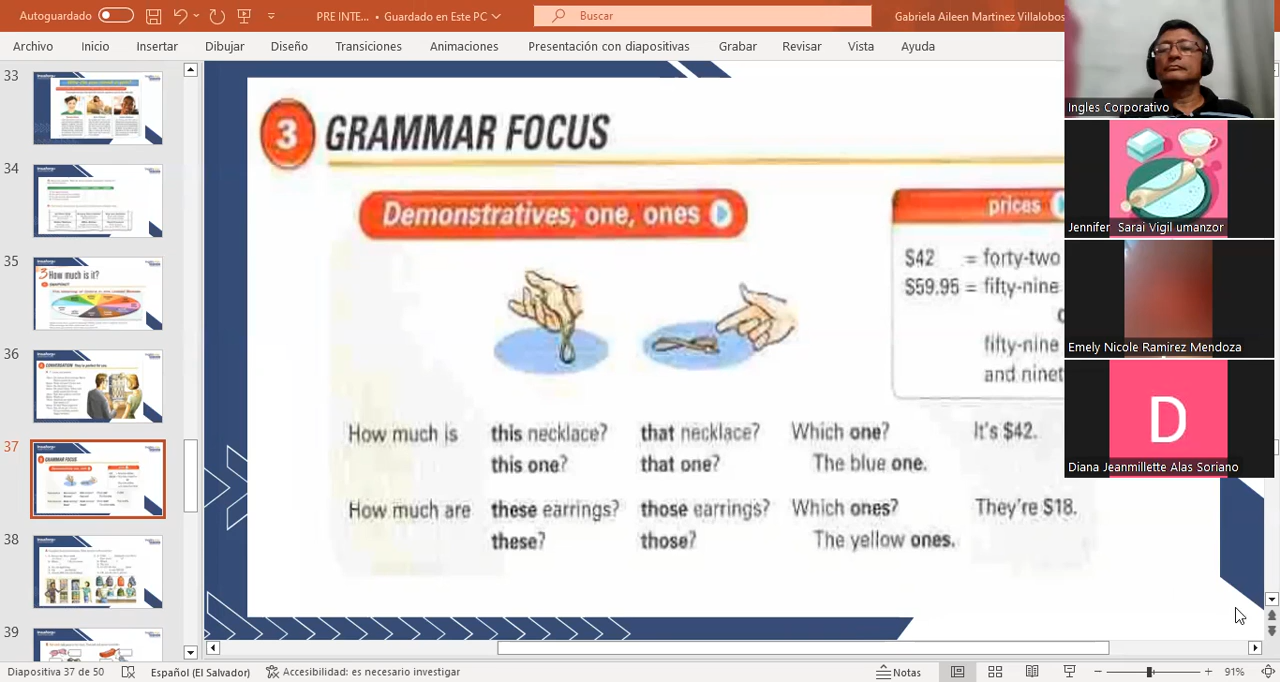 Autoguardado
PRE INTE... • Guardado en Este PC
Buscar
Gabriela Aileen Martinez Villalobos
Archivo Inicio Insertar Dibujar Diseño Transiciones Animaciones Presentación con diapositivas Grabar Revisar Vista Ayuda
33
34
35
3 How much is it?
36
37
38
39
3 GRAMMAR FOCUS
Demonstratives, one, ones
prices
$42 = forty-two
$59.95 = fifty-nine
fifty-nine
and ninet
How much is this necklace? that necklace? Which one? It's $42.
this one? that one? The blue one.
How much are these earrings? those earrings? Which ones? They're $18.
these? those? The yellow ones.
Ingles Corporativo
Jennifer Sarai Vigil umanzor
Emely Nicole Ramirez Mendoza
D
Diana Jeanmillette Alas Soriano
Diapositiva 37 de 50 Español (El Salvador) Accesibilidad: es necesario investigar Notas 91%